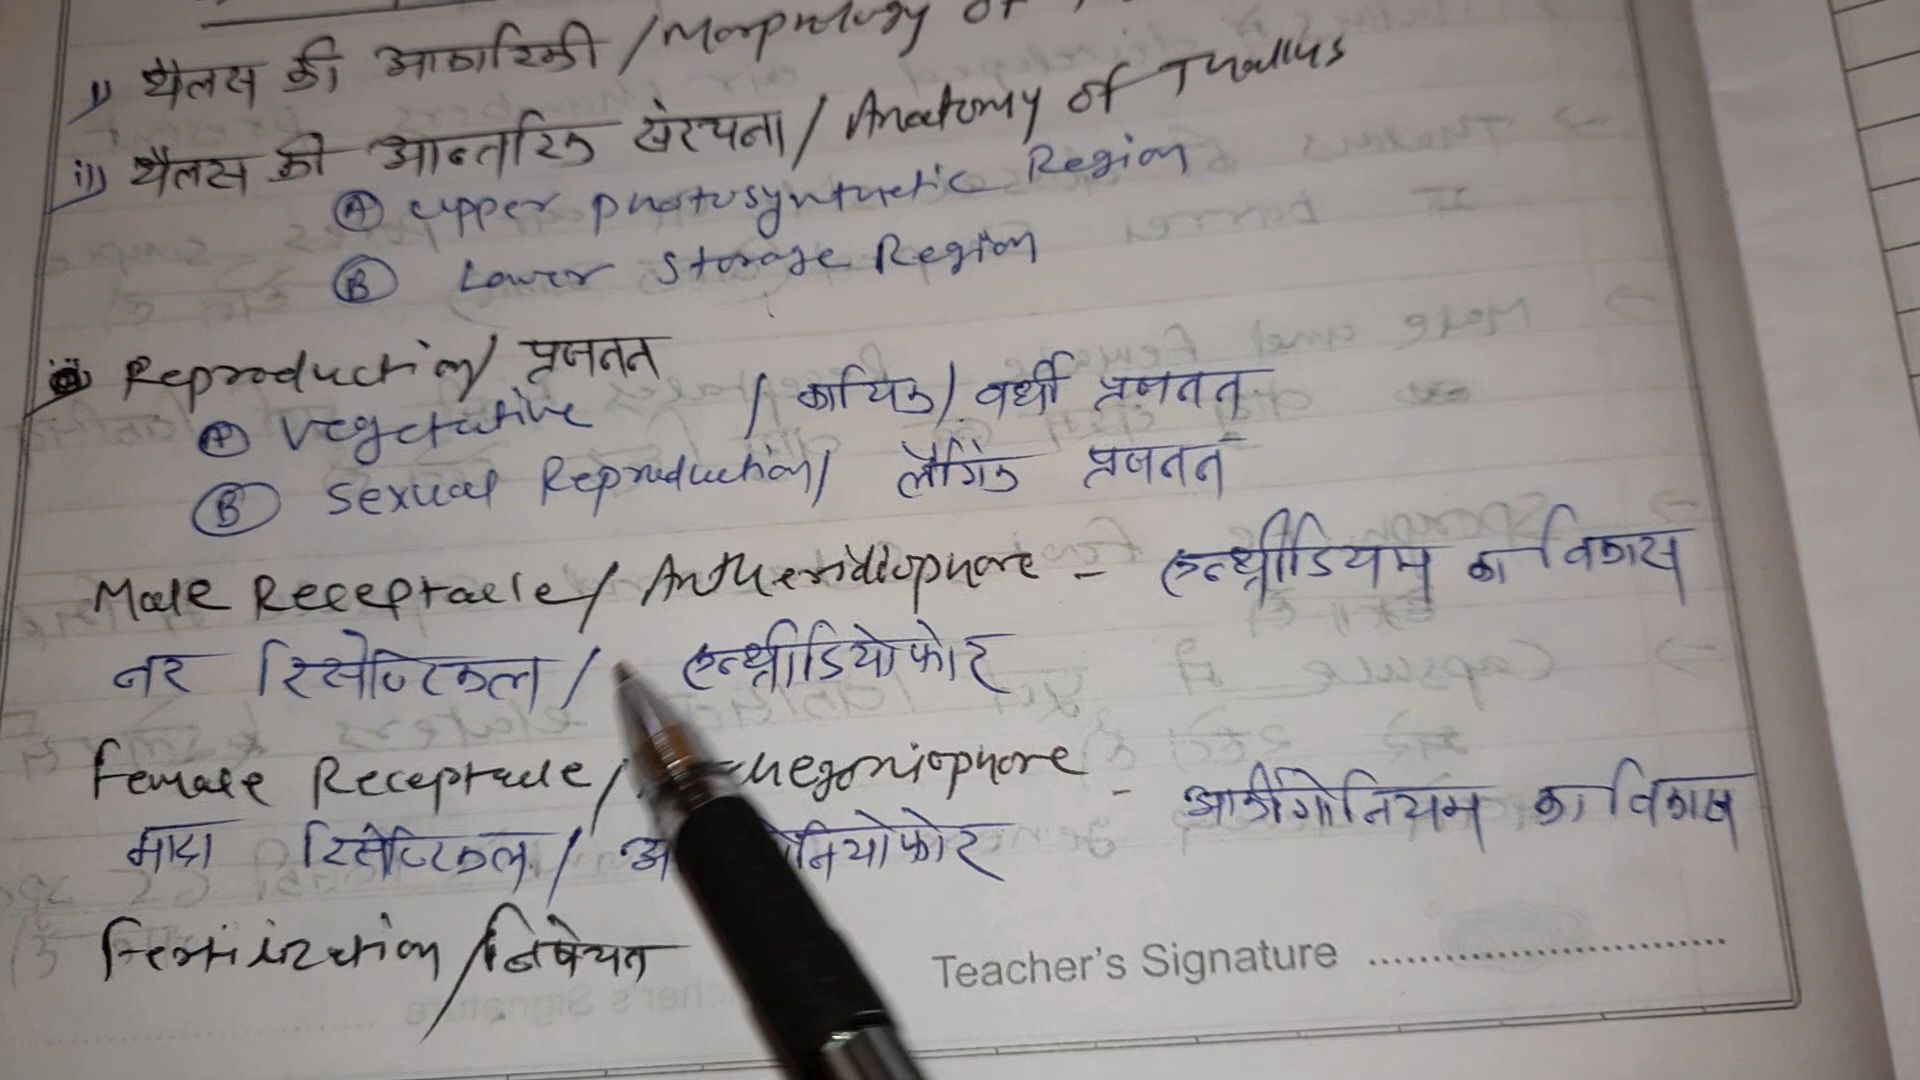 i) थैलस की आकारिकी / Morphology of
ii) थैलस की आन्तरिक संरचना / Anatomy of Thallus
(A) Upper photosynthetic Region
(B) Lower Storage Region
Reproduction / प्रजनन
(A) Vegetative / कायिक / वर्धी प्रजनन
(B) Sexual Reproduction / लैंगिक प्रजनन
Male Receptacle / Antheridiophore - एन्थ्रीडियम का विकास
नर रिसेप्टिकल / एन्थ्रीडियोफोर
Female Receptacle / chegoniophore - आर्कीगोनियम का विकास
मादा रिसेप्टिकल / नियोफोर
Fertilization / निषेचन
Teacher's Signature